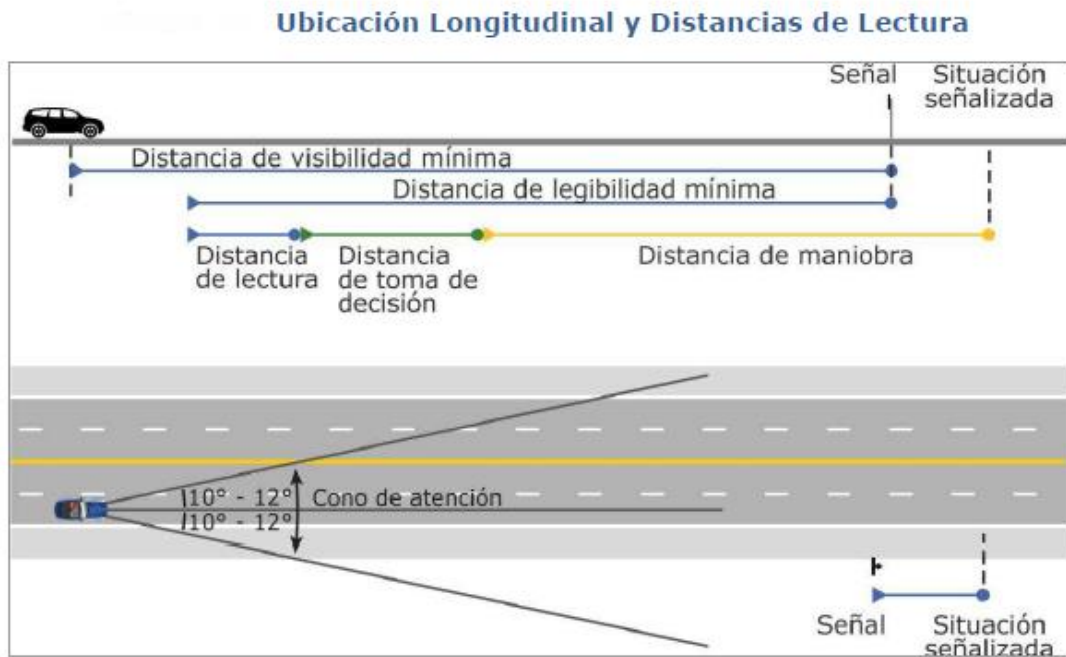 Ubicación Longitudinal y Distancias de Lectura
Señal
Situación
señalizada
Distancia de visibilidad mínima
Distancia de legibilidad mínima
Distancia
de lectura
Distancia
de toma de
decisión
Distancia de maniobra
10° - 12°
Cono de atención
10° - 12°
Señal
Situación
señalizada